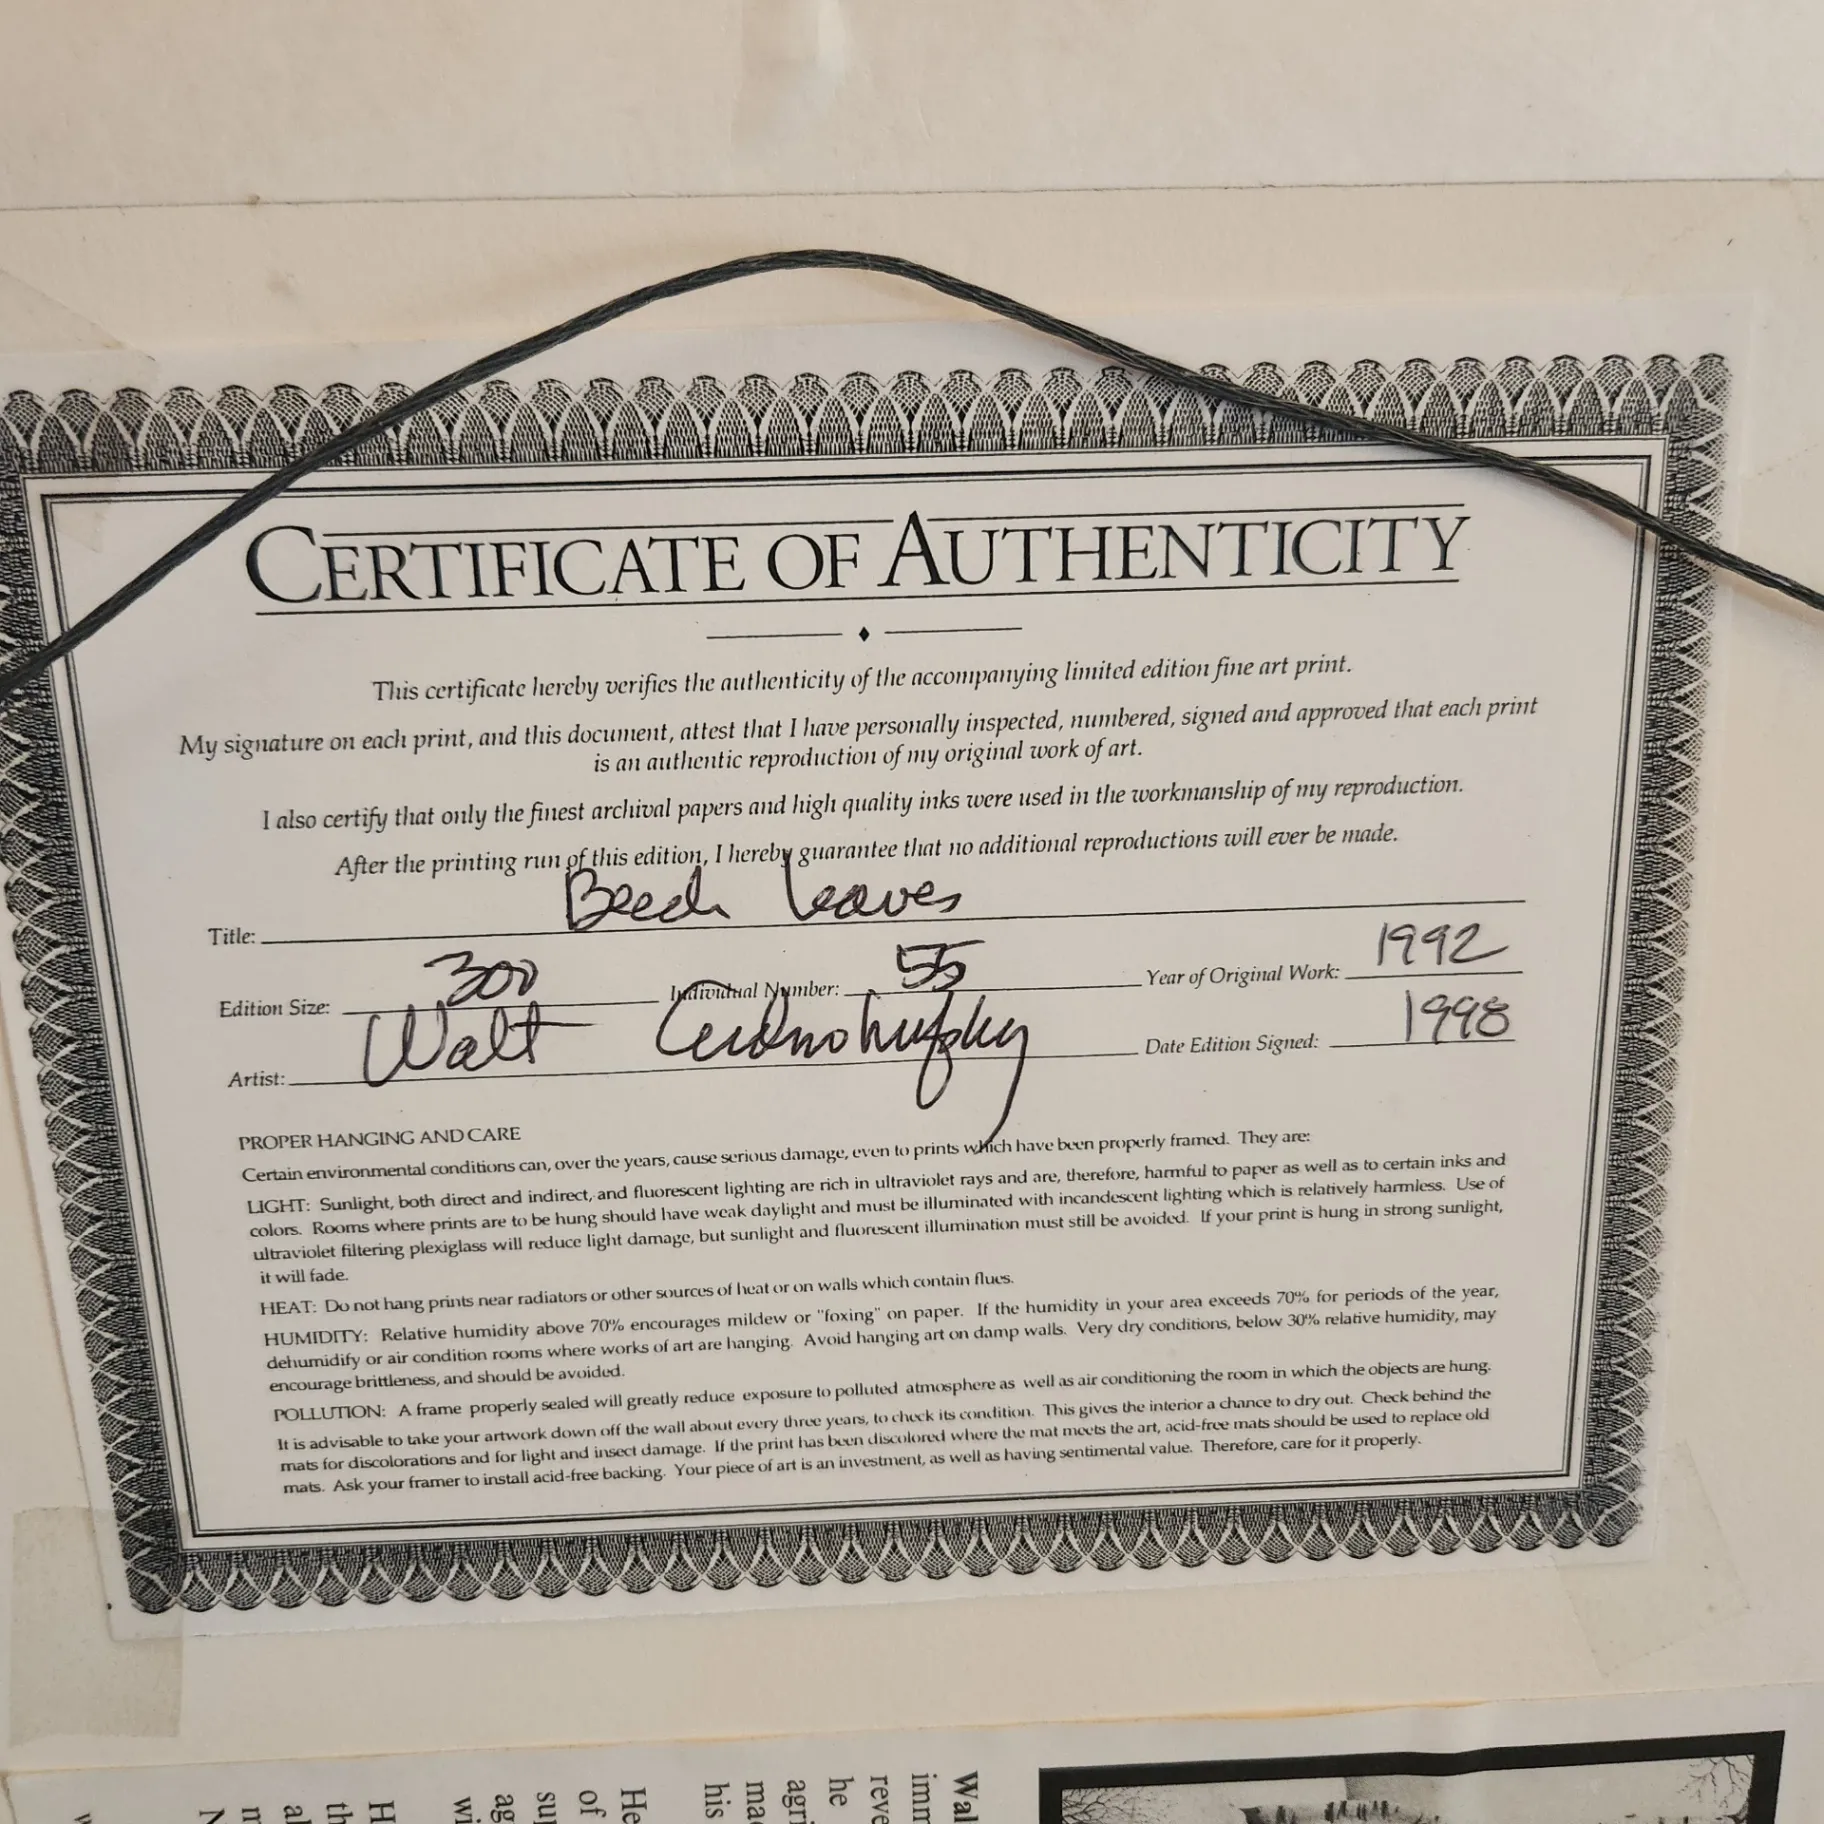 CERTIFICATE OF AUTHENTICITY
This certificate hereby verifies the authenticity of the accompanying limited edition fine art print.
My signature on each print, and this document, attest that I have personally inspected, numbered, signed and approved that each print
is an authentic reproduction of my original work of art.
I also certify that only the finest archival papers and high quality inks were used in the workmanship of my reproduction.
After the printing run of this edition, I hereby guarantee that no additional reproductions will ever be made.
Title: Beech Leaves
Edition Size: 300 Individual Number: 55 Year of Original Work: 1992
Artist: Walt Date Edition Signed: 1998
PROPER HANGING AND CARE
Certain environmental conditions can, over the years, cause serious damage, even to prints which have been properly framed. They are:
LIGHT: Sunlight, both direct and indirect, and fluorescent lighting are rich in ultraviolet rays and are, therefore, harmful to paper as well as to certain inks and
colors. Rooms where prints are to be hung should have weak daylight and must be illuminated with incandescent lighting which is relatively harmless. Use of
ultraviolet filtering plexiglass will reduce light damage, but sunlight and fluorescent illumination must still be avoided. If your print is hung in strong sunlight,
it will fade.
HEAT: Do not hang prints near radiators or other sources of heat or on walls which contain flues.
HUMIDITY: Relative humidity above 70% encourages mildew or "foxing" on paper. If the humidity in your area exceeds 70% for periods of the year,
dehumidify or air condition rooms where works of art are hanging. Avoid hanging art on damp walls. Very dry conditions, below 30% relative humidity, may
encourage brittleness, and should be avoided.
POLLUTION: A frame properly sealed will greatly reduce exposure to polluted atmosphere as well as air conditioning the room in which the objects are hung.
It is advisable to take your artwork down off the wall about every three years, to check its condition. This gives the interior a chance to dry out. Check behind the
mats for discolorations and for light and insect damage. If the print has been discolored where the mat meets the art, acid-free mats should be used to replace old
mats. Ask your framer to install acid-free backing. Your piece of art is an investment, as well as having sentimental value. Therefore, care for it properly.
Wal
imm
reve
he
agri
mad
his
He
of
sup
ag
wi
H
th
al